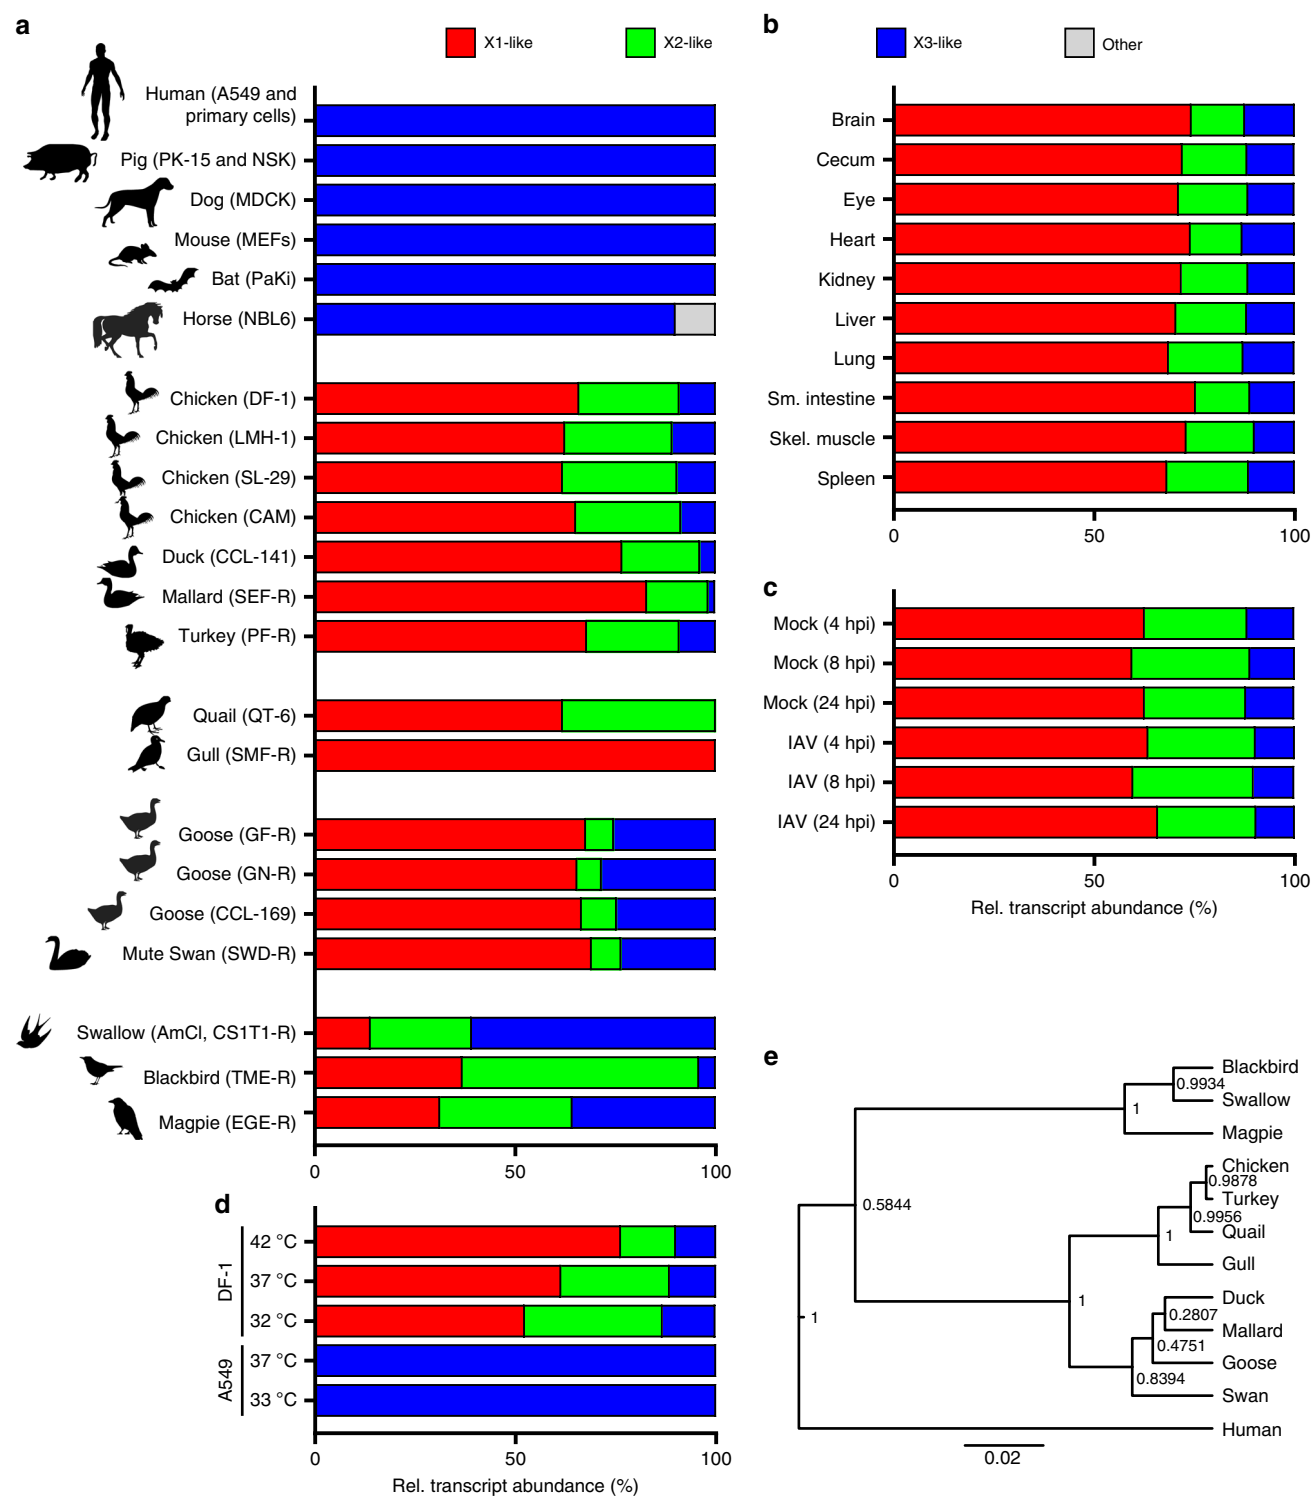 a
X1-like
X2-like
Human (A549 and
primary cells)
Pig (PK-15 and NSK)
Dog (MDCK)
Mouse (MEFs)
Bat (PaKi)
Horse (NBL6)
Chicken (DF-1)
Chicken (LMH-1)
Chicken (SL-29)
Chicken (CAM)
Duck (CCL-141)
Mallard (SEF-R)
Turkey (PF-R)
Quail (QT-6)
Gull (SMF-R)
Goose (GF-R)
Goose (GN-R)
Goose (CCL-169)
Mute Swan (SWD-R)
Swallow (AmCl, CS1T1-R)
Blackbird (TME-R)
Magpie (EGE-R)
0 50 100
b
X3-like
Other
Brain
Cecum
Eye
Heart
Kidney
Liver
Lung
Sm. intestine
Skel. muscle
Spleen
0 50 100
c
Mock (4 hpi)
Mock (8 hpi)
Mock (24 hpi)
IAV (4 hpi)
IAV (8 hpi)
IAV (24 hpi)
0 50 100
Rel. transcript abundance (%)
d
DF-1
42 °C
37 °C
32 °C
A549
37 °C
33 °C
0 50 100
Rel. transcript abundance (%)
e
Blackbird
0.9934
Swallow
1
Magpie
Chicken
0.9878
Turkey
0.5844
0.9956
Quail
1
Gull
Duck
1
0.2807
1
Mallard
0.4751
Goose
0.8394
Swan
Human
0.02